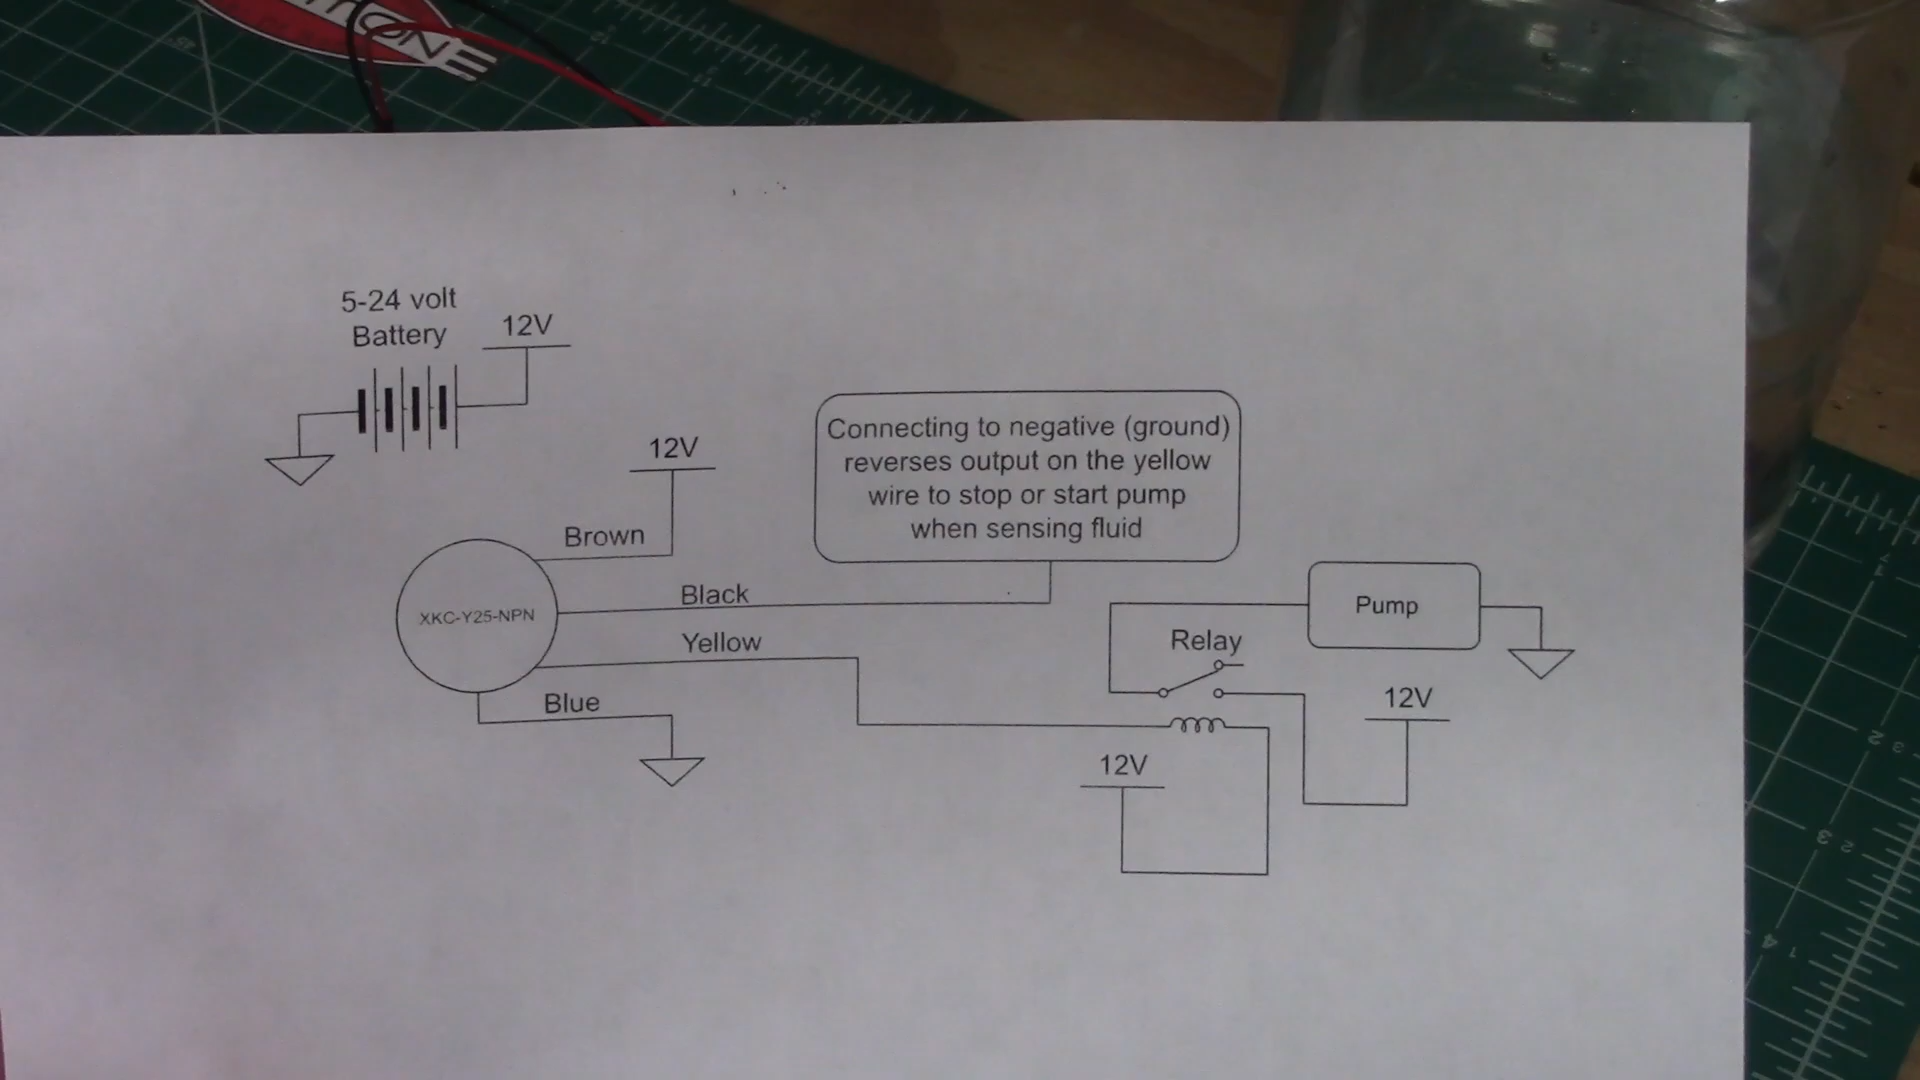 5-24 volt
Battery
12V
12V
Connecting to negative (ground)
reverses output on the yellow
wire to stop or start pump
when sensing fluid
Brown
Black
XKC-Y25-NPN
Yellow
Blue
Pump
Relay
12V
12V